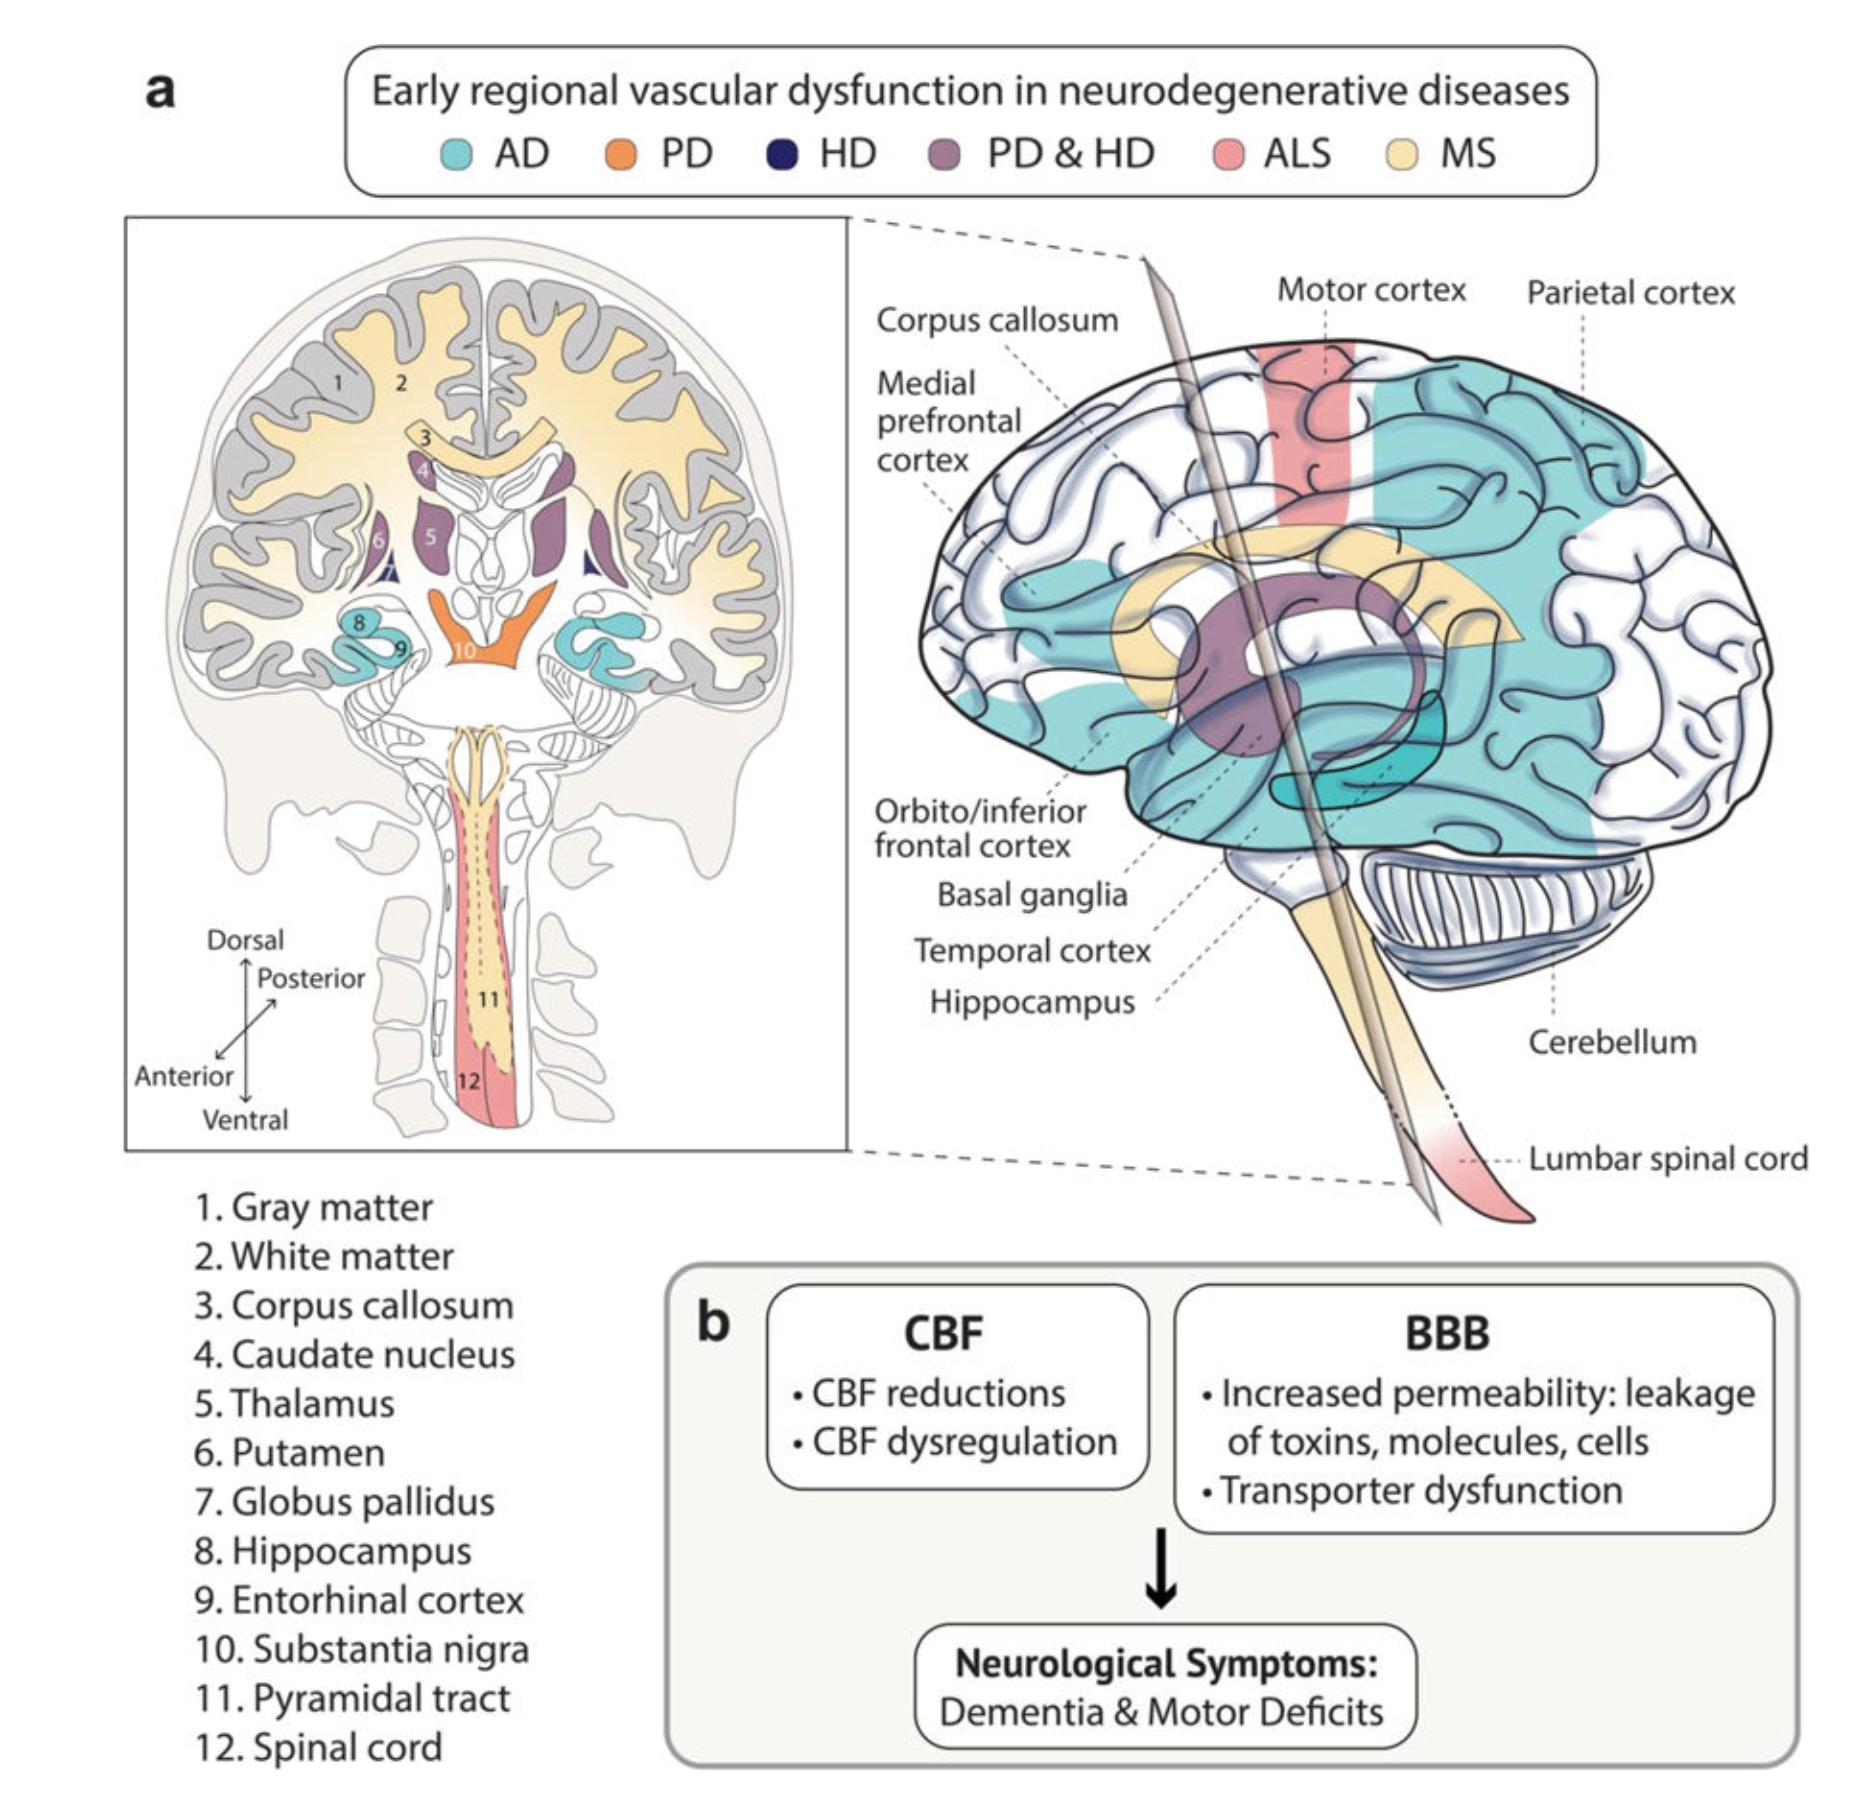 a
Early regional vascular dysfunction in neurodegenerative diseases
AD PD HD PD & HD ALS MS
1
2
3
4
5
6
7
8
9
10
11
12
Dorsal
Posterior
Anterior
Ventral
Corpus callosum
Medial
prefrontal
cortex
Motor cortex
Parietal cortex
Orbito/inferior
frontal cortex
Basal ganglia
Temporal cortex
Hippocampus
Cerebellum
Lumbar spinal cord
1. Gray matter
2. White matter
3. Corpus callosum
4. Caudate nucleus
5. Thalamus
6. Putamen
7. Globus pallidus
8. Hippocampus
9. Entorhinal cortex
10. Substantia nigra
11. Pyramidal tract
12. Spinal cord
b
CBF
• CBF reductions
• CBF dysregulation
BBB
• Increased permeability: leakage
of toxins, molecules, cells
• Transporter dysfunction
Neurological Symptoms:
Dementia & Motor Deficits